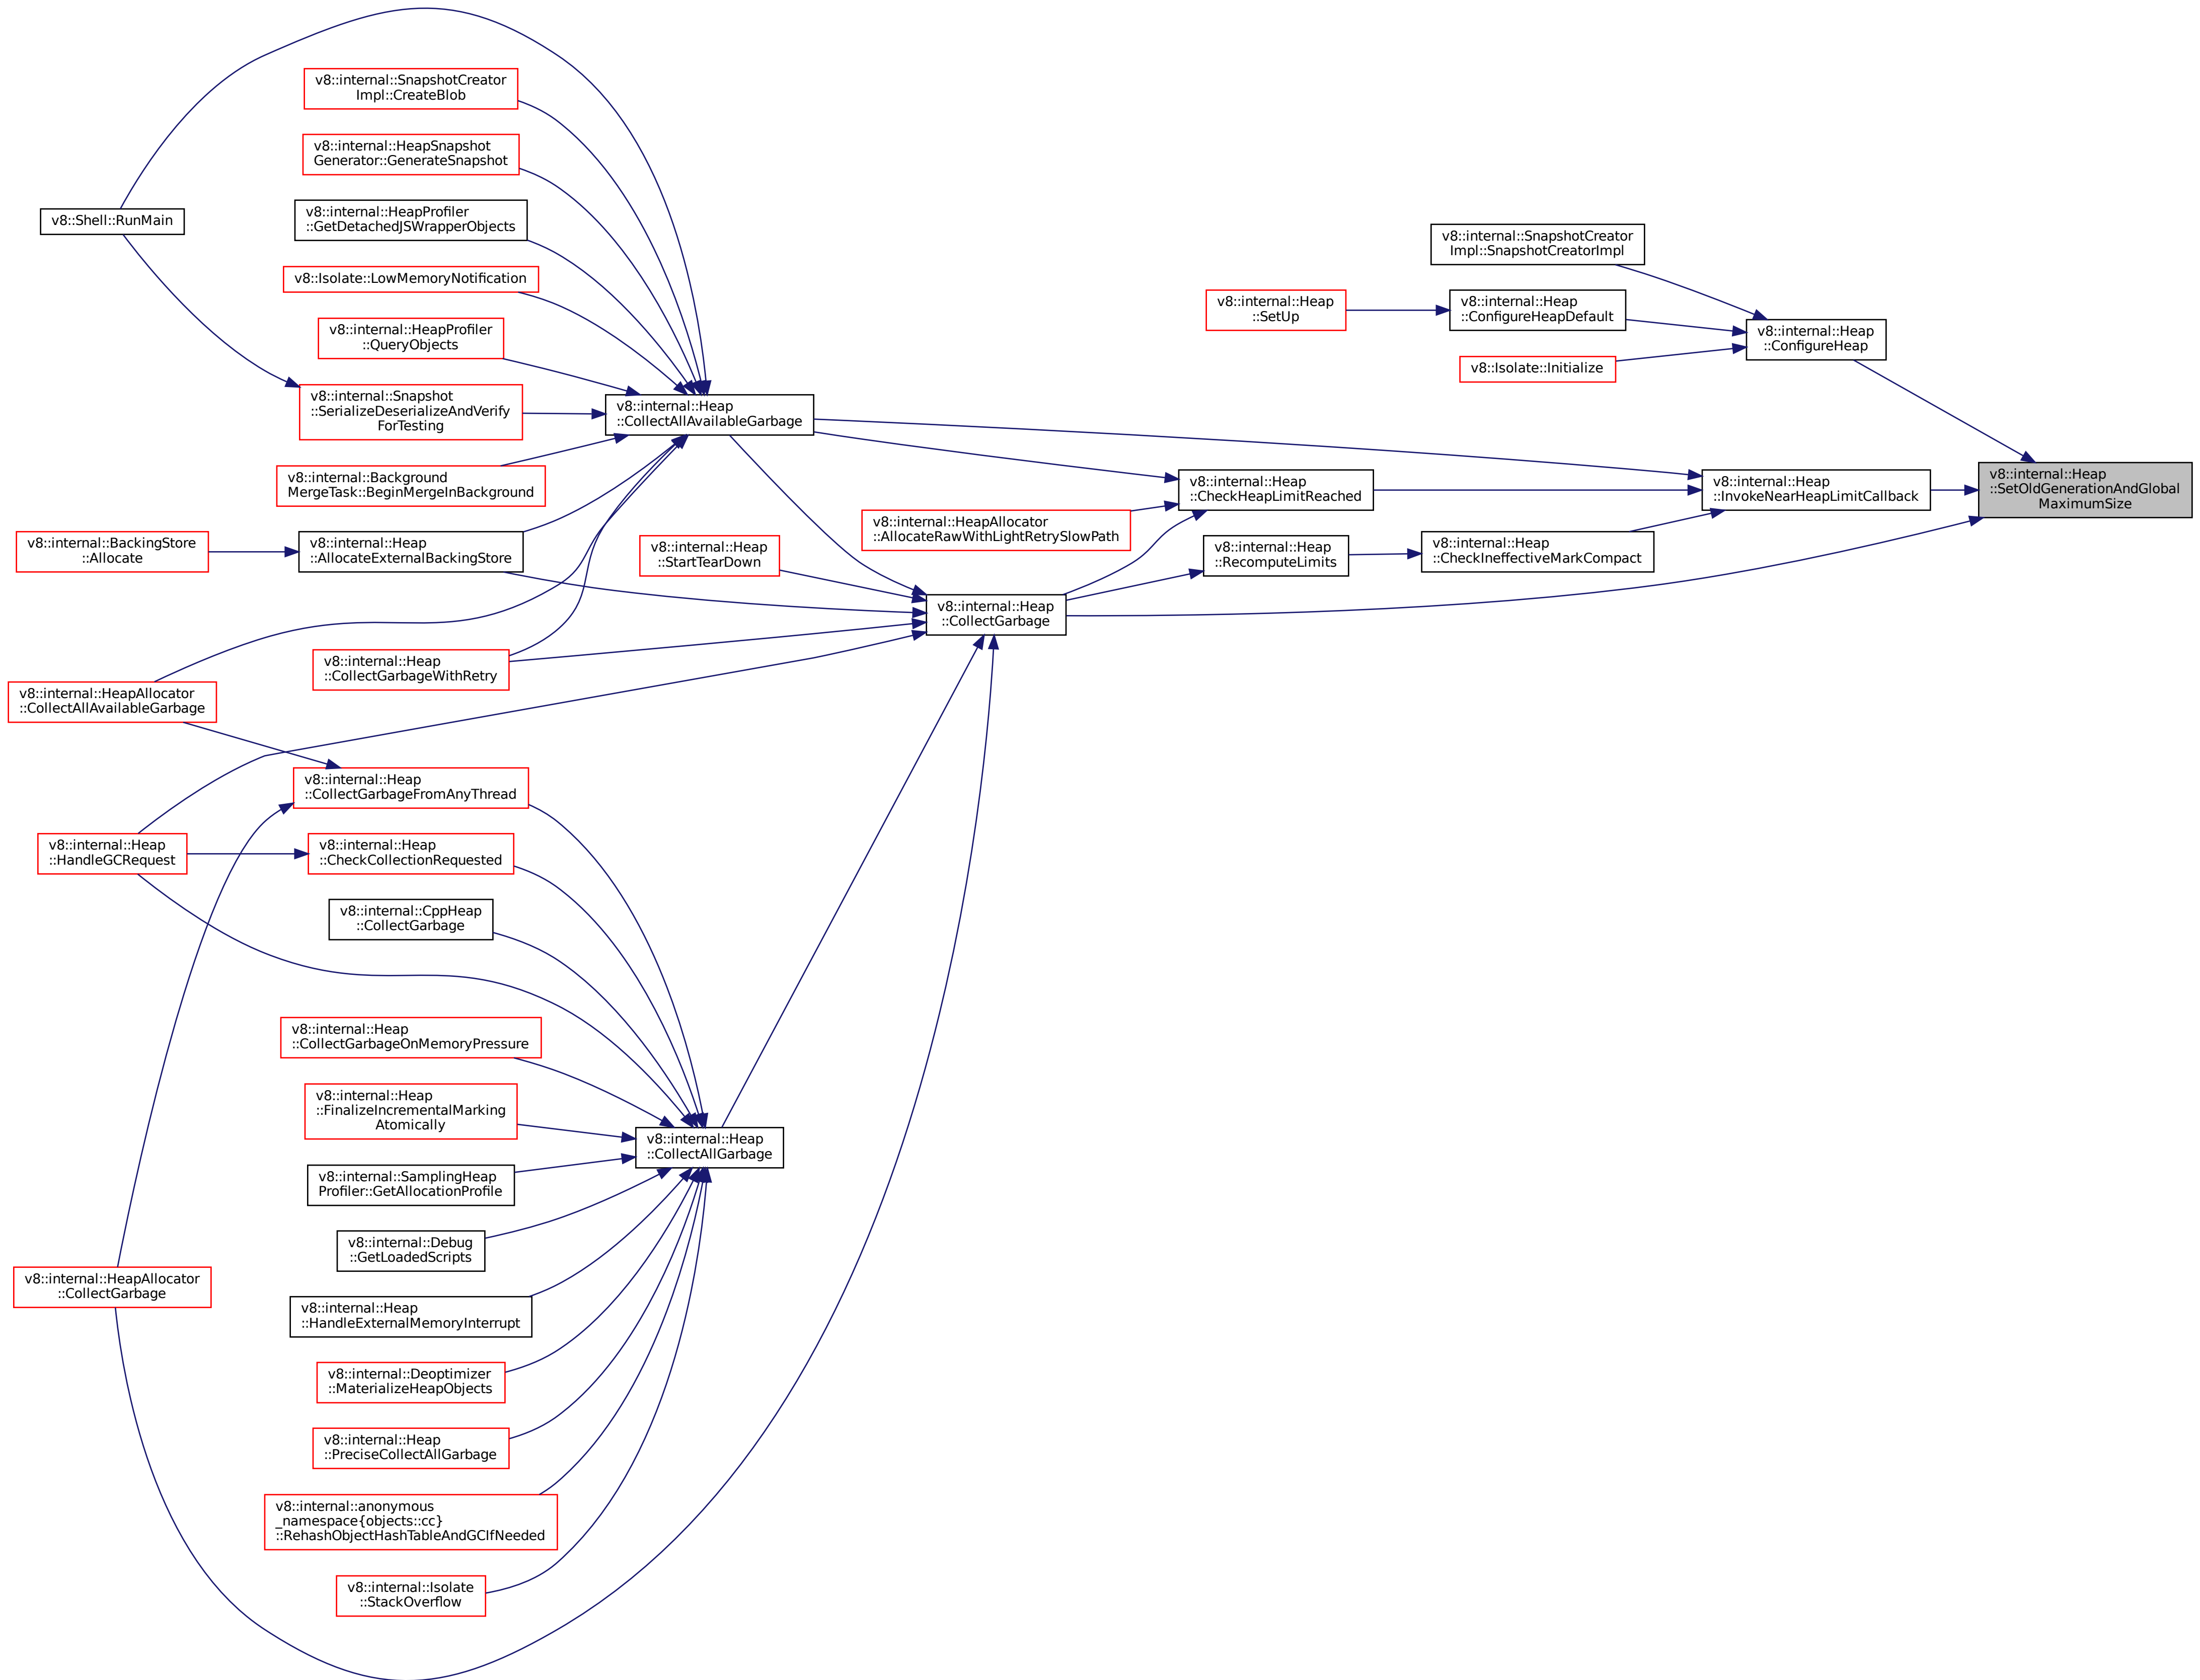 v8::internal::SnapshotCreator
Impl::CreateBlob
v8::internal::HeapSnapshot
Generator::GenerateSnapshot
v8::Shell::RunMain
v8::internal::HeapProfiler
::GetDetachedJSWrapperObjects
v8::Isolate::LowMemoryNotification
v8::internal::HeapProfiler
::QueryObjects
v8::internal::Snapshot
::SerializeDeserializeAndVerify
ForTesting
v8::internal::Background
MergeTask::BeginMergeInBackground
v8::internal::BackingStore
::Allocate
v8::internal::Heap
::AllocateExternalBackingStore
v8::internal::Heap
::CollectGarbageWithRetry
v8::internal::HeapAllocator
::CollectAllAvailableGarbage
v8::internal::Heap
::CollectGarbageFromAnyThread
v8::internal::Heap
::HandleGCRequest
v8::internal::Heap
::CheckCollectionRequested
v8::internal::CppHeap
::CollectGarbage
v8::internal::Heap
::CollectGarbageOnMemoryPressure
v8::internal::Heap
::FinalizeIncrementalMarking
Atomically
v8::internal::SamplingHeap
Profiler::GetAllocationProfile
v8::internal::Debug
::GetLoadedScripts
v8::internal::HeapAllocator
::CollectGarbage
v8::internal::Heap
::HandleExternalMemoryInterrupt
v8::internal::Deoptimizer
::MaterializeHeapObjects
v8::internal::Heap
::PreciseCollectAllGarbage
v8::internal::anonymous
_namespace{objects::cc}
::RehashObjectHashTableAndGCIfNeeded
v8::internal::Isolate
::StackOverflow
v8::internal::Heap
::CollectAllAvailableGarbage
v8::internal::Heap
::StartTearDown
v8::internal::Heap
::CollectAllGarbage
v8::internal::HeapAllocator
::AllocateRawWithLightRetrySlowPath
v8::internal::Heap
::CollectGarbage
v8::internal::Heap
::SetUp
v8::internal::Heap
::CheckHeapLimitReached
v8::internal::Heap
::RecomputeLimits
v8::internal::SnapshotCreator
Impl::SnapshotCreatorImpl
v8::internal::Heap
::ConfigureHeapDefault
v8::Isolate::Initialize
v8::internal::Heap
::CheckIneffectiveMarkCompact
v8::internal::Heap
::ConfigureHeap
v8::internal::Heap
::InvokeNearHeapLimitCallback
v8::internal::Heap
::SetOldGenerationAndGlobal
MaximumSize